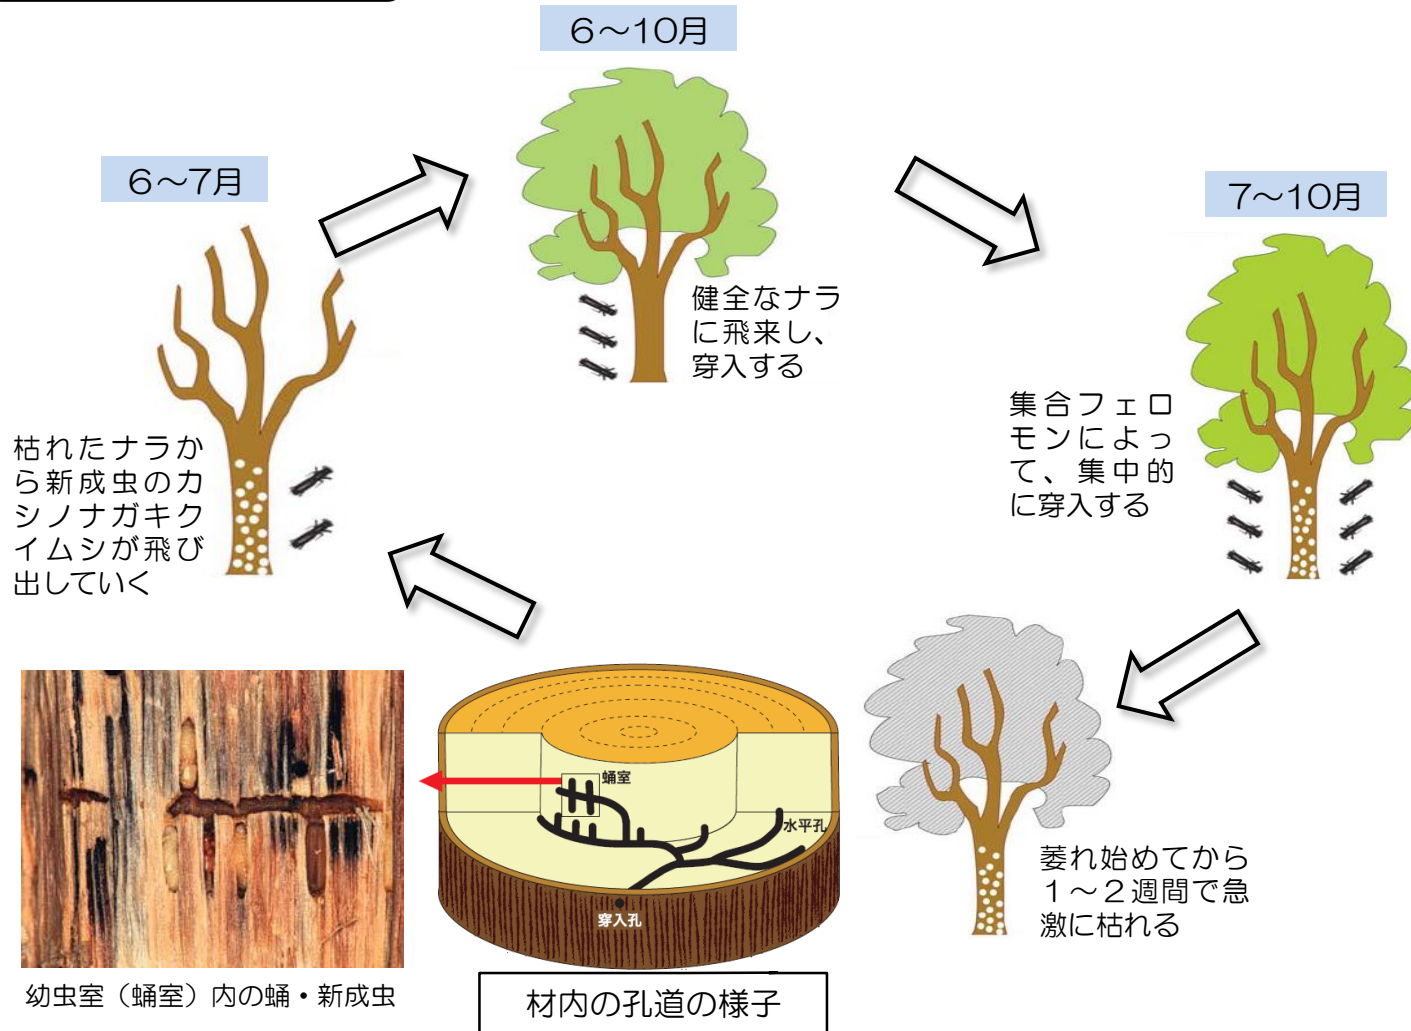 6~10月
6~7月
7~10月
健全なナラ
に飛来し、
穿入する
集合フェロ
モンによっ
て、集中的
に穿入する
枯れたナラか
ら新成虫のカ
シノナガキク
イムシが飛び
出していく
萎れ始めてから
1~2週間で急
激に枯れる
蛹室
水平孔
穿入孔
幼虫室（蛹室）内の蛹・新成虫
材内の孔道の様子